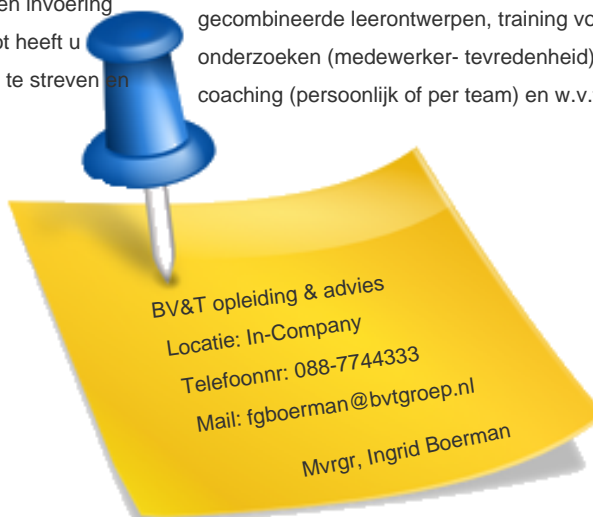 en invoering
ot heeft u
te streven en
gecombineerde leerontwerpen, training vo
onderzoeken (medewerker- tevredenheid)
coaching (persoonlijk of per team) en w.v.
BV&T opleiding & advies
Locatie: In-Company
Telefoonnr: 088-7744333
Mail: fgboerman@bvtgroep.nl
Mvrgr, Ingrid Boerman